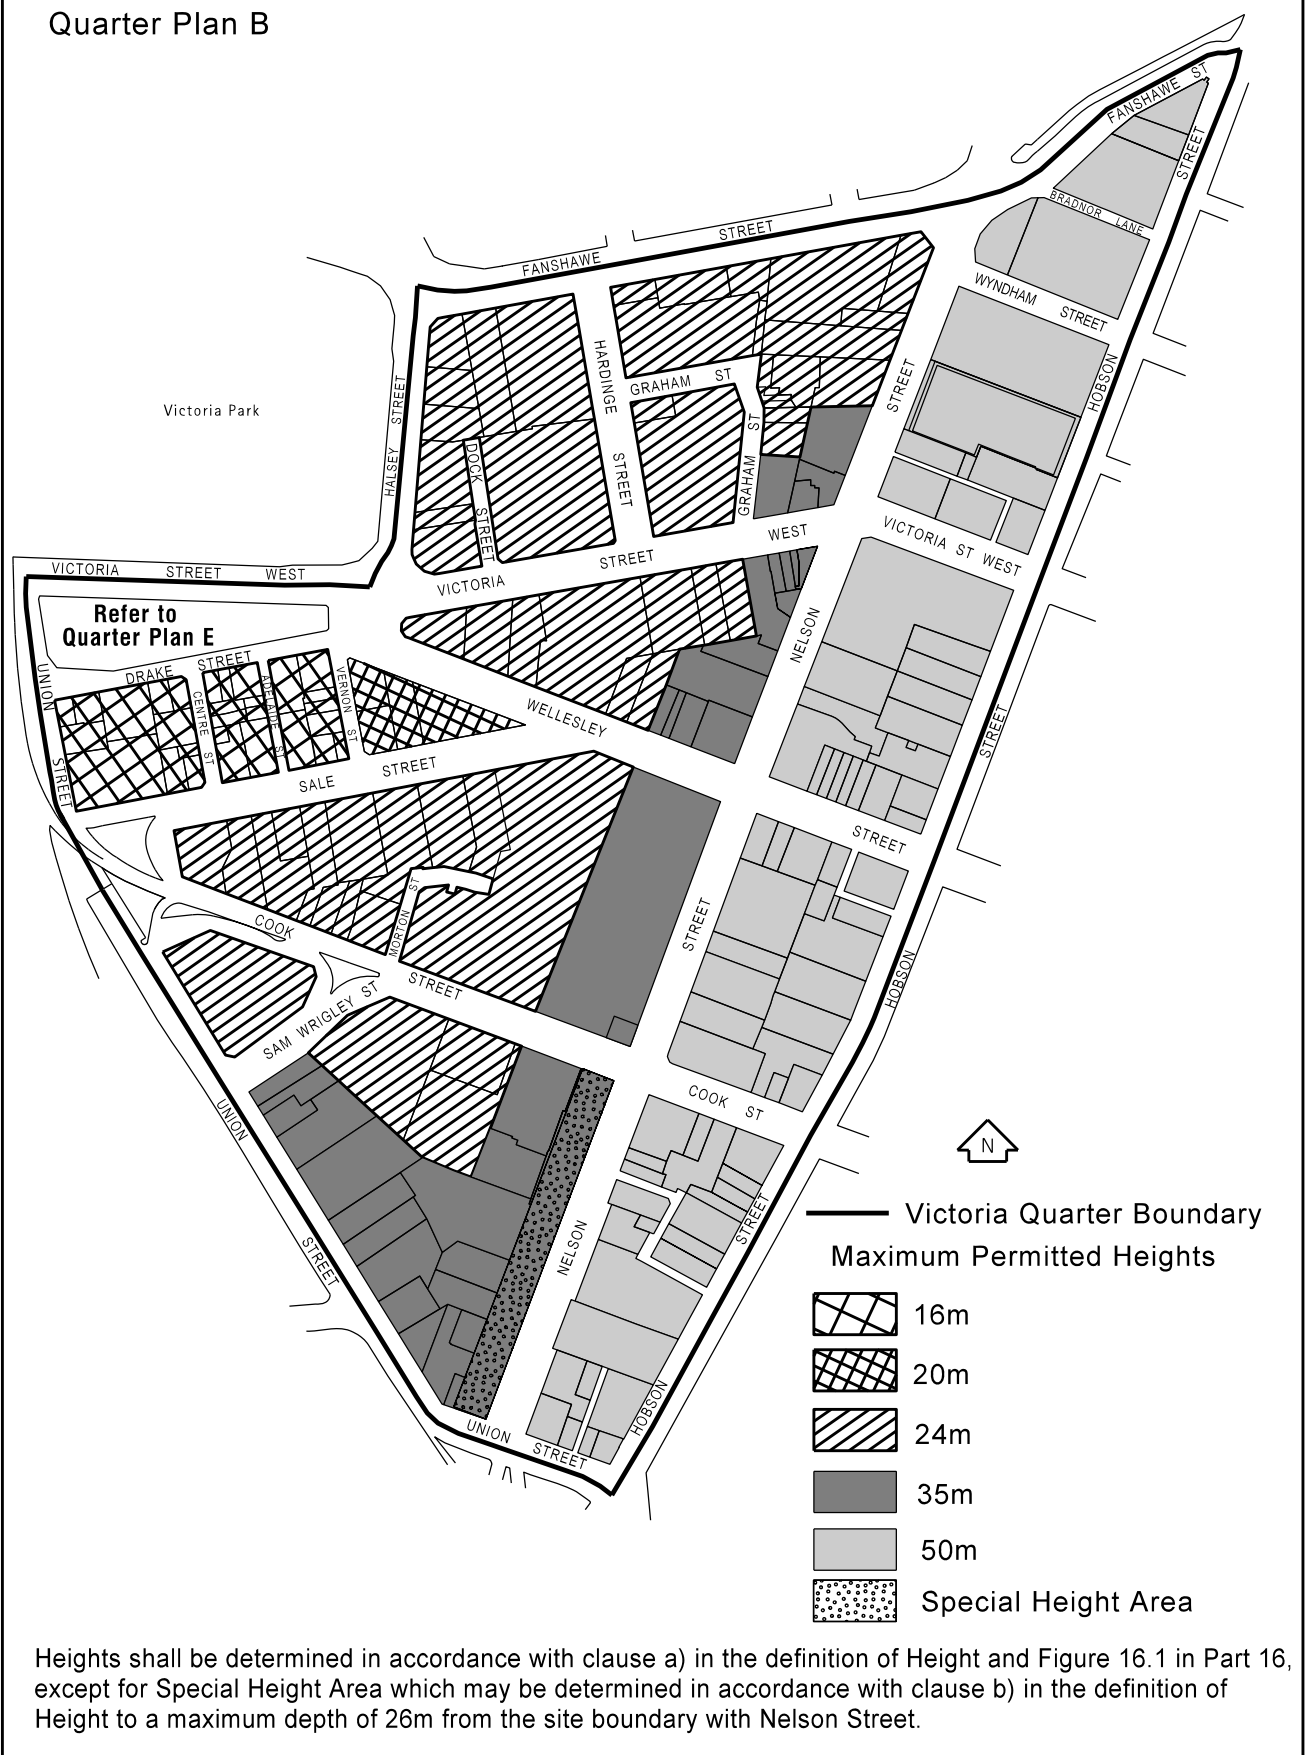 Quarter Plan B
FANSHAWE ST
STREET
BRADNOR LANE
FANSHAWE STREET
WYNDHAM STREET
HARDINGE STREET
GRAHAM ST
GRAHAM ST
GRAHAM
STREET
HOBSON
Victoria Park
HALSEY STREET
DOCK STREET
VICTORIA STREET WEST
VICTORIA ST WEST
VICTORIA STREET WEST
Refer to
Quarter Plan E
UNION STREET
DRAKE STREET
CENTRE ST
ADELAIDE ST
VERNON ST
NELSON
WELLESLEY STREET
STREET
SALE STREET
COOK STREET
MORTON ST
STREET
HOBSON
SAM WRIGLEY ST
UNION STREET
COOK ST
NELSON
STREET
HOBSON
UNION STREET
N
Victoria Quarter Boundary
Maximum Permitted Heights
16m
20m
24m
35m
50m
Special Height Area
Heights shall be determined in accordance with clause a) in the definition of Height and Figure 16.1 in Part 16,
except for Special Height Area which may be determined in accordance with clause b) in the definition of
Height to a maximum depth of 26m from the site boundary with Nelson Street.